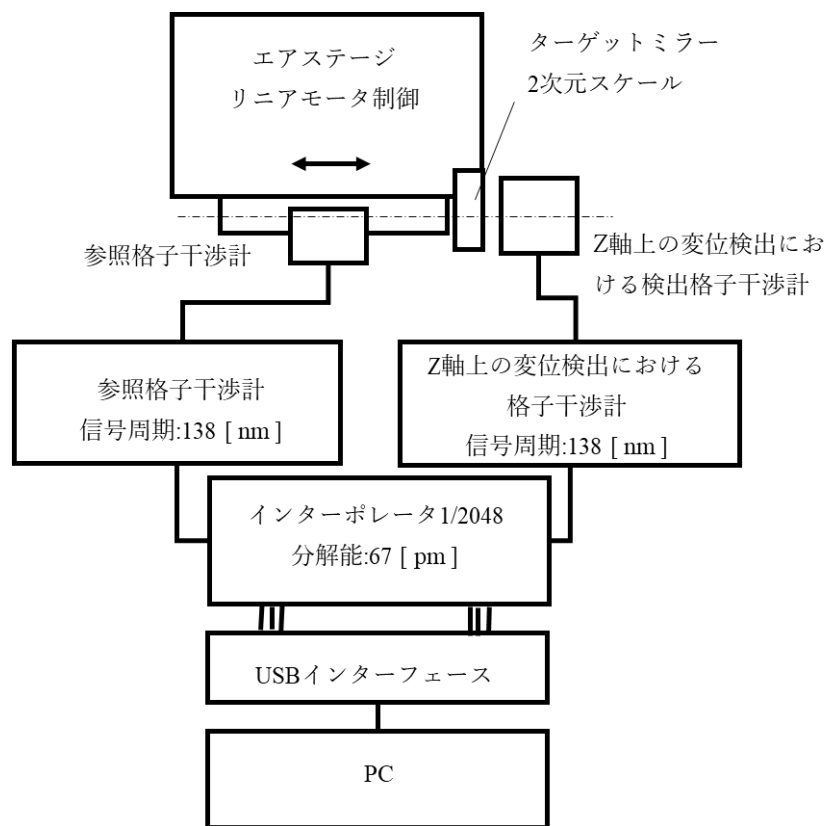 エアステージ
リニアモータ制御
ターゲットミラー
2次元スケール
参照格子干渉計
Z軸上の変位検出にお
ける検出格子干渉計
参照格子干渉計
信号周期:138 [ nm ]
Z軸上の変位検出における
格子干渉計
信号周期:138 [ nm ]
インターポレータ1/2048
分解能:67 [ pm ]
USBインターフェース
PC